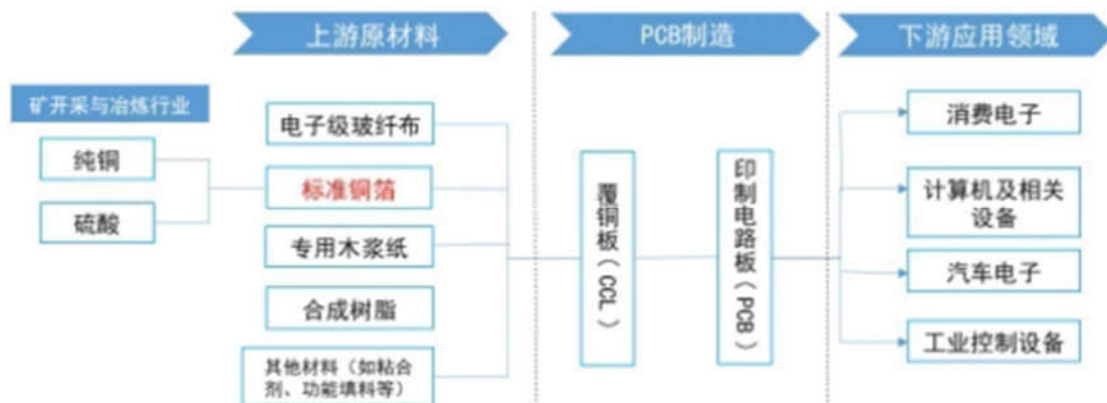 上游原材料
PCB制造
下游应用领域
矿开采与冶炼行业
纯铜
硫酸
电子级玻纤布
标准铜箔
专用木浆纸
合成树脂
其他材料（如粘合
剂、功能填料等）
覆铜板（CCL）
印制电路板（PCB）
消费电子
计算机及相关
设备
汽车电子
工业控制设备